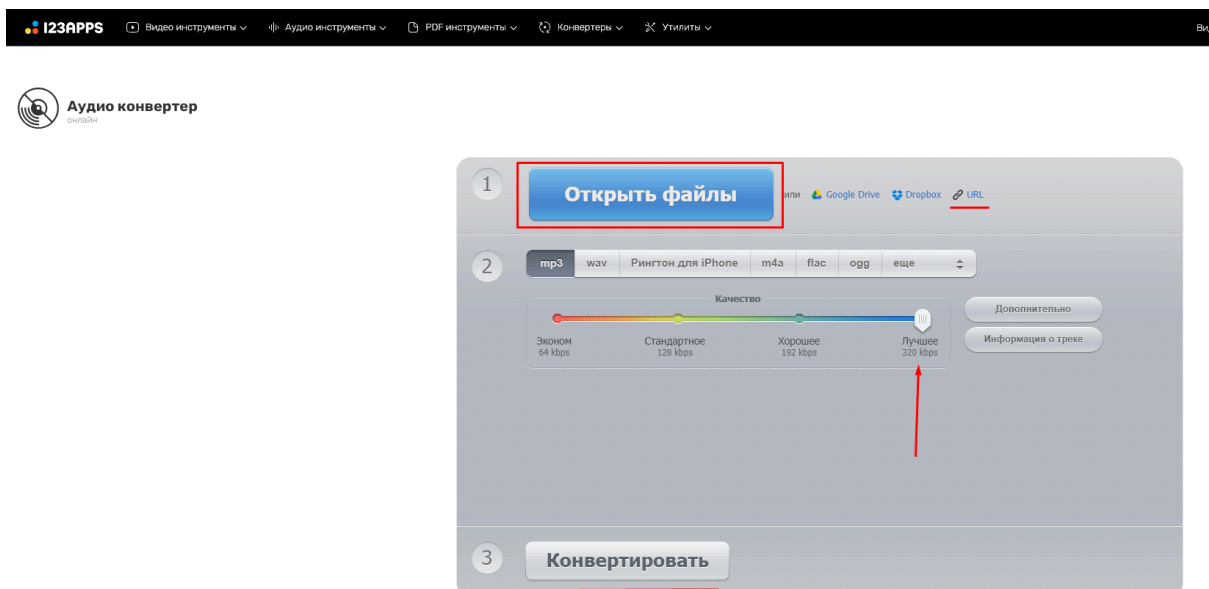 123APPS Видео инструменты Аудио инструменты PDF инструменты Конвертеры Утилиты
Аудио конвертер
онлайн
1 Открыть файлы или Google Drive Dropbox URL
2 mp3 wav Рингтон для iPhone m4a flac ogg еще
Качество
Дополнительно
Эконом Стандартное Хорошее Лучшее Информация о треке
64 kbps 128 kbps 192 kbps 320 kbps
3 Конвертировать